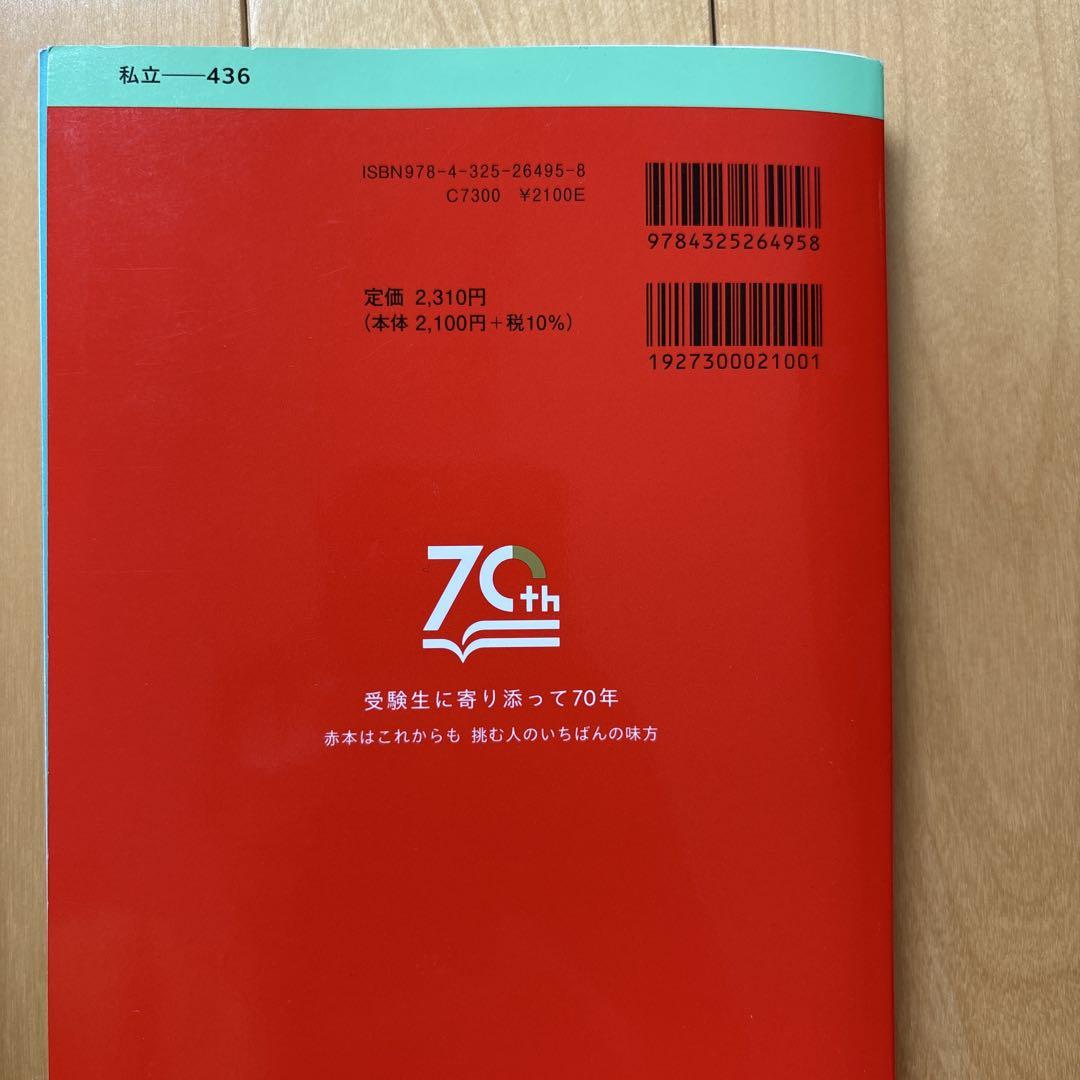 私立──436
ISBN978-4-325-26495-8
C7300 ¥2100E
9784325264958
定価 2,310円
(本体 2,100円+税10%)
1927300021001
70th
受験生に寄り添って70年
赤本はこれからも 挑む人のいちばんの味方